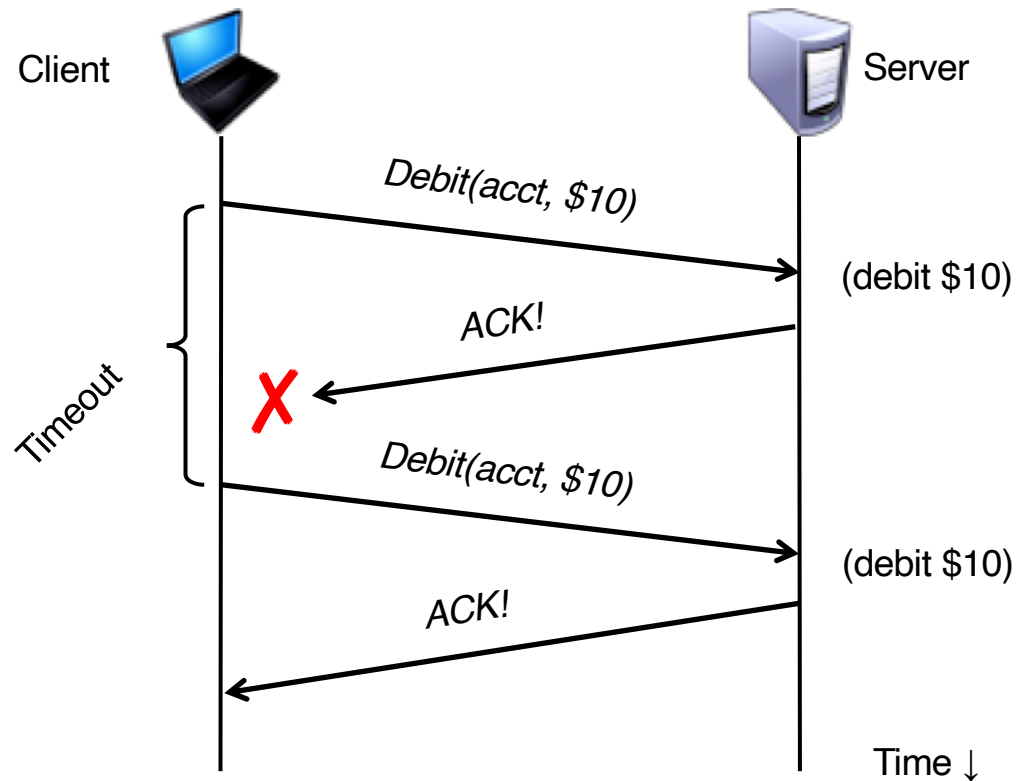 Client
Server
Debit(acct, $10)
(debit $10)
ACK!
Timeout
Debit(acct, $10)
(debit $10)
ACK!
Time ↓